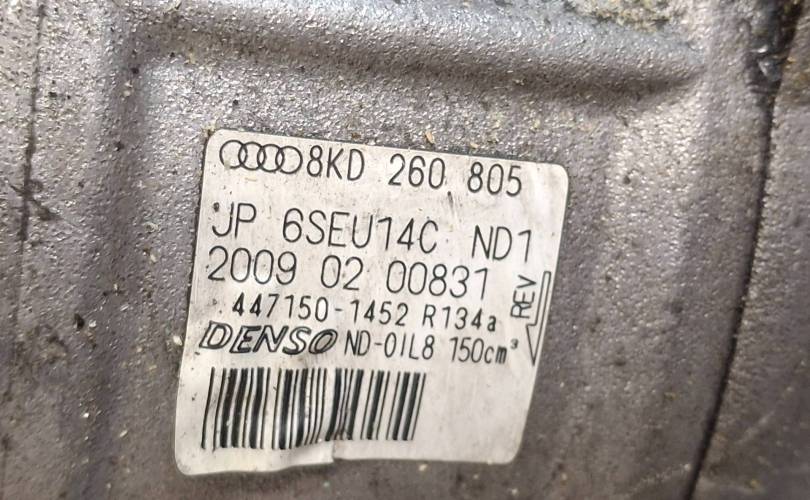 8KD 260 805
JP 6SEU14C ND1
2009 02 00831
447150-1452 R134a
REV
DENSO ND-OIL8 150cm³